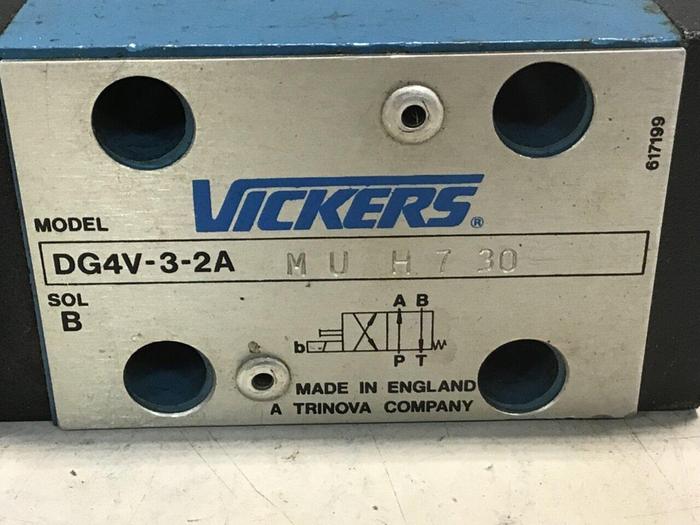 617199
VICKERS®
MODEL
DG4V-3-2A M U H 7 30
SOL
B
A B
b
P T
MADE IN ENGLAND
A TRINOVA COMPANY